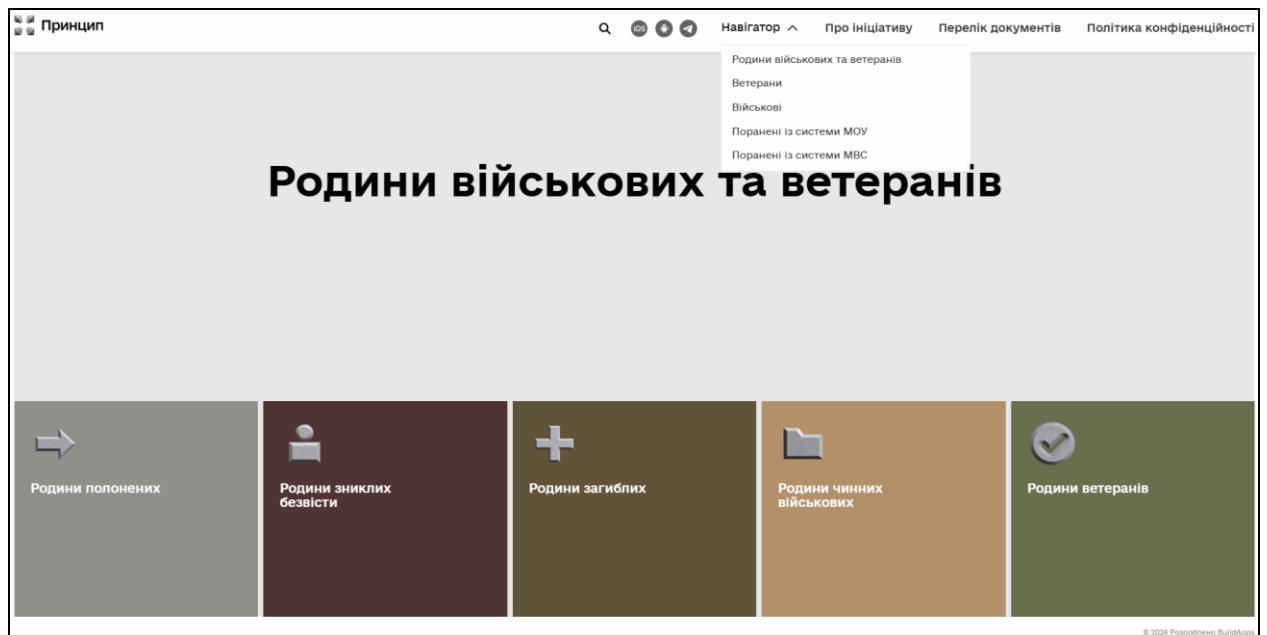 Принцип
iOS
Навігатор
Про ініціативу
Перелік документів
Політика конфіденційності
Родини військових та ветеранів
Ветерани
Військові
Поранені із системи МОУ
Поранені із системи МВС
Родини військових та ветеранів
Родини полонених
Родини зниклих
безвісти
Родини загиблих
Родини чинних
військових
Родини ветеранів
© 2024 Розроблено BuildApps